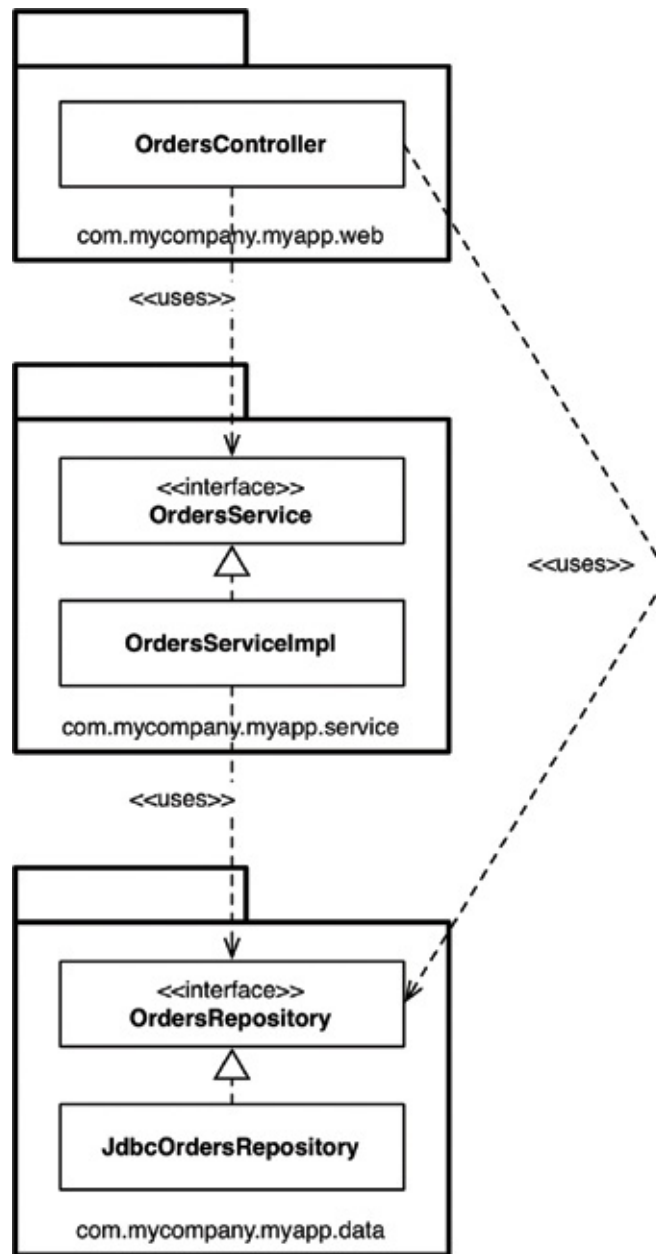 OrdersController
com.mycompany.myapp.web
<<uses>>
<<interface>>
OrdersService
<<uses>>
OrdersServiceImpl
com.mycompany.myapp.service
<<uses>>
<<interface>>
OrdersRepository
JdbcOrdersRepository
com.mycompany.myapp.data